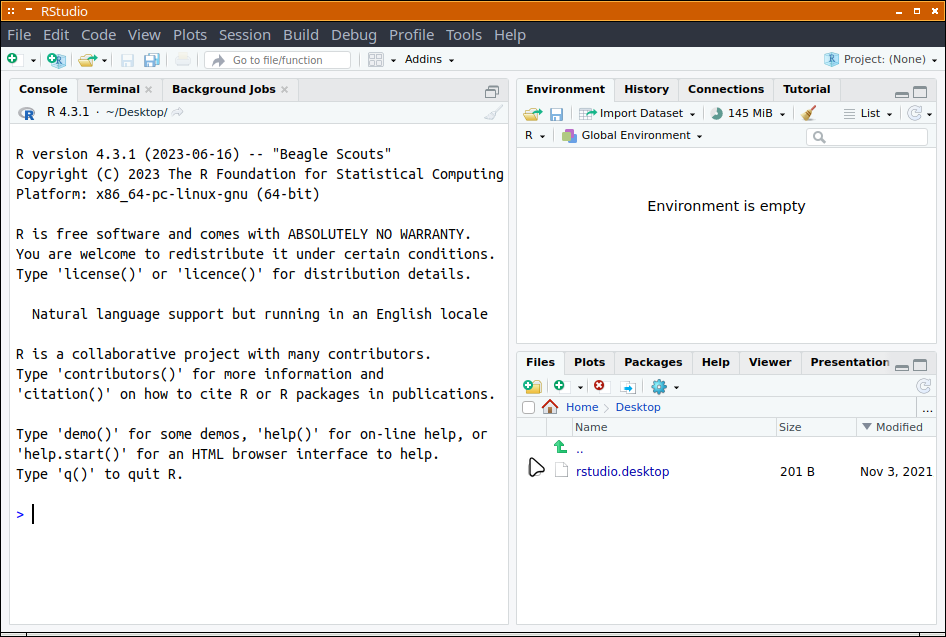 RStudio
File Edit Code View Plots Session Build Debug Profile Tools Help
Go to file/function Addins Project: (None)
Console Terminal Background Jobs
R 4.3.1 · ~/Desktop/
R version 4.3.1 (2023-06-16) -- "Beagle Scouts"
Copyright (C) 2023 The R Foundation for Statistical Computing
Platform: x86_64-pc-linux-gnu (64-bit)
R is free software and comes with ABSOLUTELY NO WARRANTY.
You are welcome to redistribute it under certain conditions.
Type 'license()' or 'licence()' for distribution details.
Natural language support but running in an English locale
R is a collaborative project with many contributors.
Type 'contributors()' for more information and
'citation()' on how to cite R or R packages in publications.
Type 'demo()' for some demos, 'help()' for on-line help, or
'help.start()' for an HTML browser interface to help.
Type 'q()' to quit R.
>
Environment History Connections Tutorial
Import Dataset 145 MiB List
R Global Environment
Environment is empty
Files Plots Packages Help Viewer Presentation
Home Desktop ...
Name Size Modified
..
rstudio.desktop 201 B Nov 3, 2021